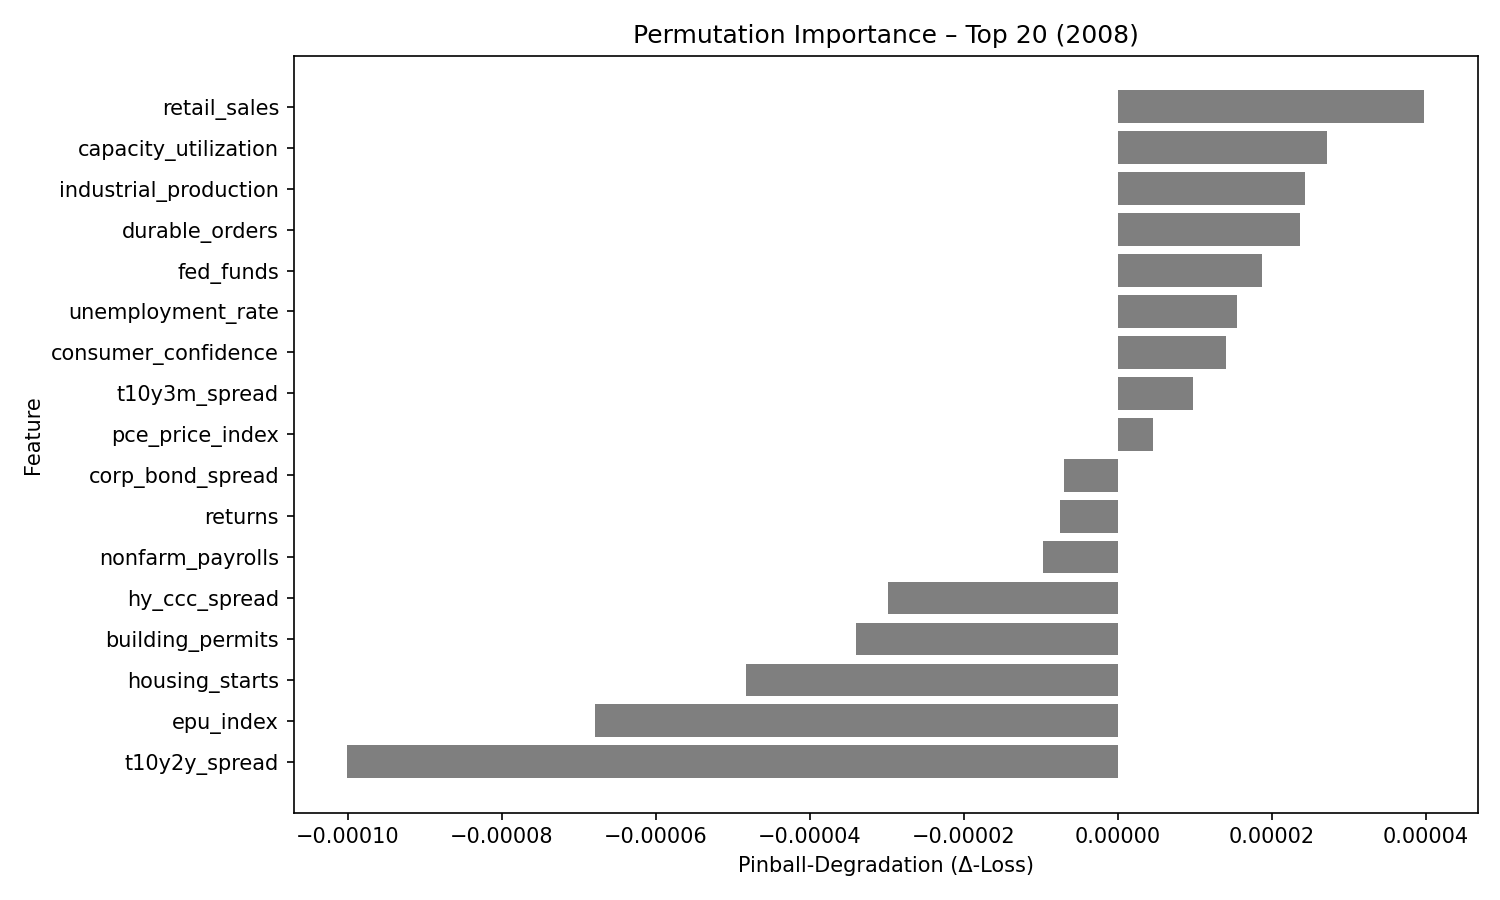 Permutation Importance – Top 20 (2008)
retail_sales
capacity_utilization
industrial_production
durable_orders
fed_funds
unemployment_rate
consumer_confidence
t10y3m_spread
pce_price_index
corp_bond_spread
returns
nonfarm_payrolls
hy_ccc_spread
building_permits
housing_starts
epu_index
t10y2y_spread
Feature
−0.00010 −0.00008 −0.00006 −0.00004 −0.00002 0.00000 0.00002 0.00004
Pinball-Degradation (Δ-Loss)